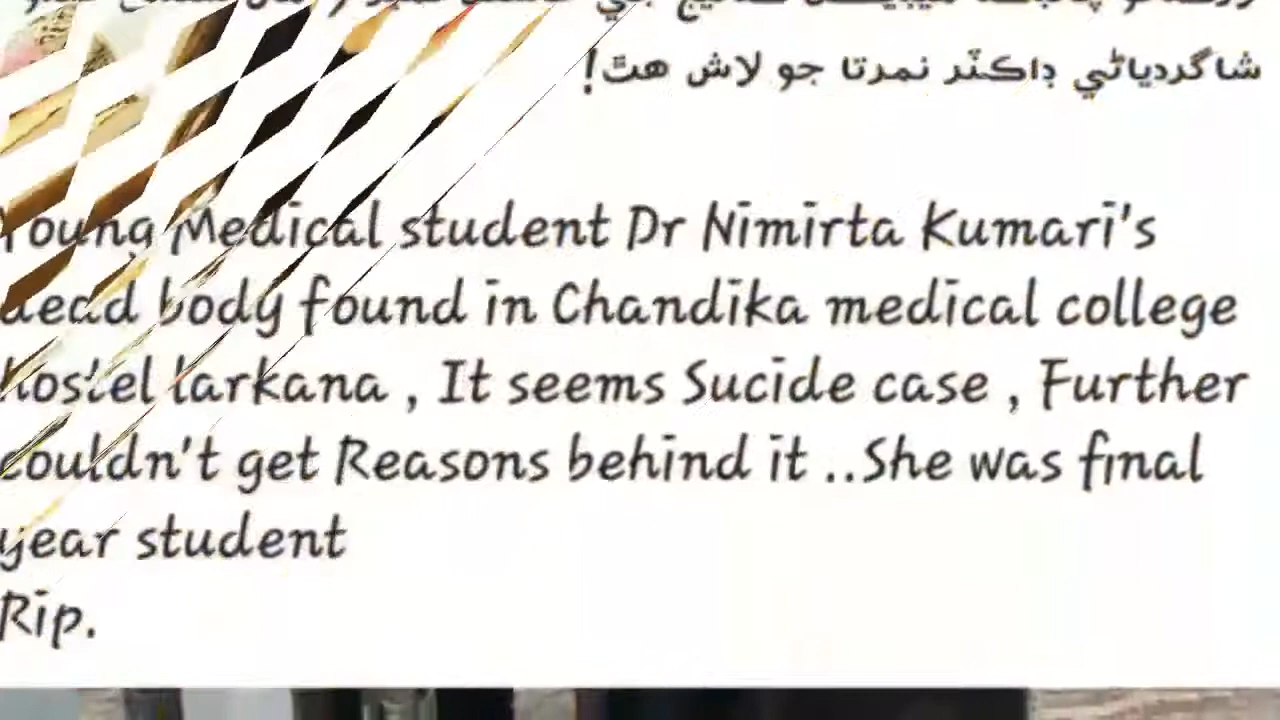 شاگردياڻي ڊاڪٽر نمرتا جو لاش هٿ!
Young Medical student Dr Nimirta Kumari's
dead body found in Chandika medical college
hostel larkana , It seems Sucide case , Further
couldn't get Reasons behind it ..She was final
year student
Rip.